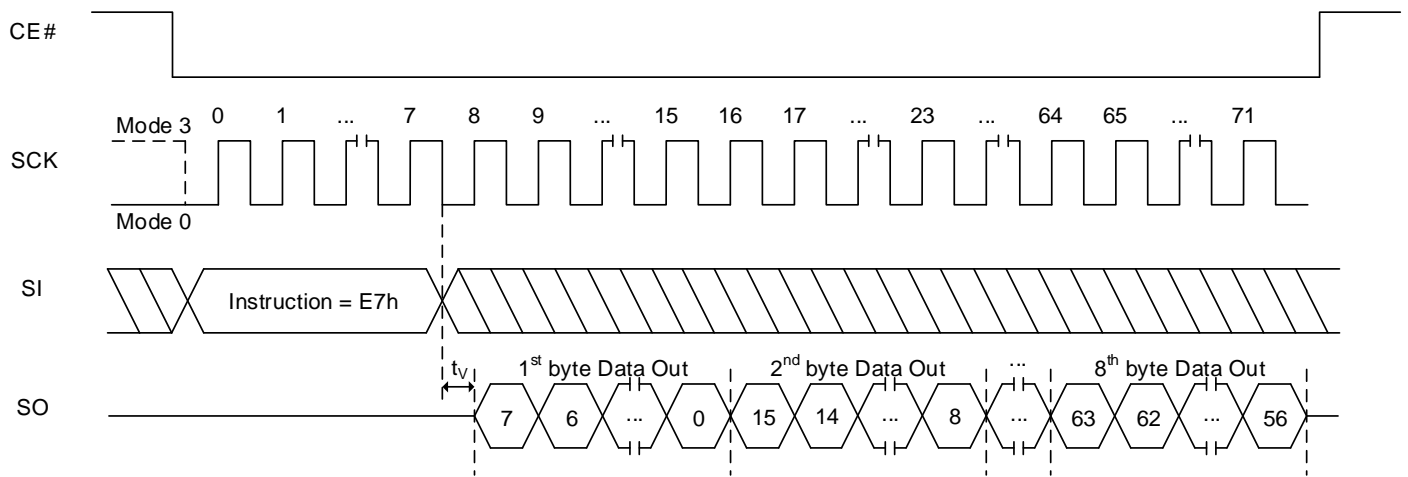 CE#
0 1 ... 7 8 9 ... 15 16 17 ... 23 ... 64 65 ... 71
Mode 3
SCK
Mode 0
SI
Instruction = E7h
tV 1st byte Data Out 2nd byte Data Out ... 8th byte Data Out
SO
7 6 ... 0 15 14 ... 8 ... 63 62 ... 56